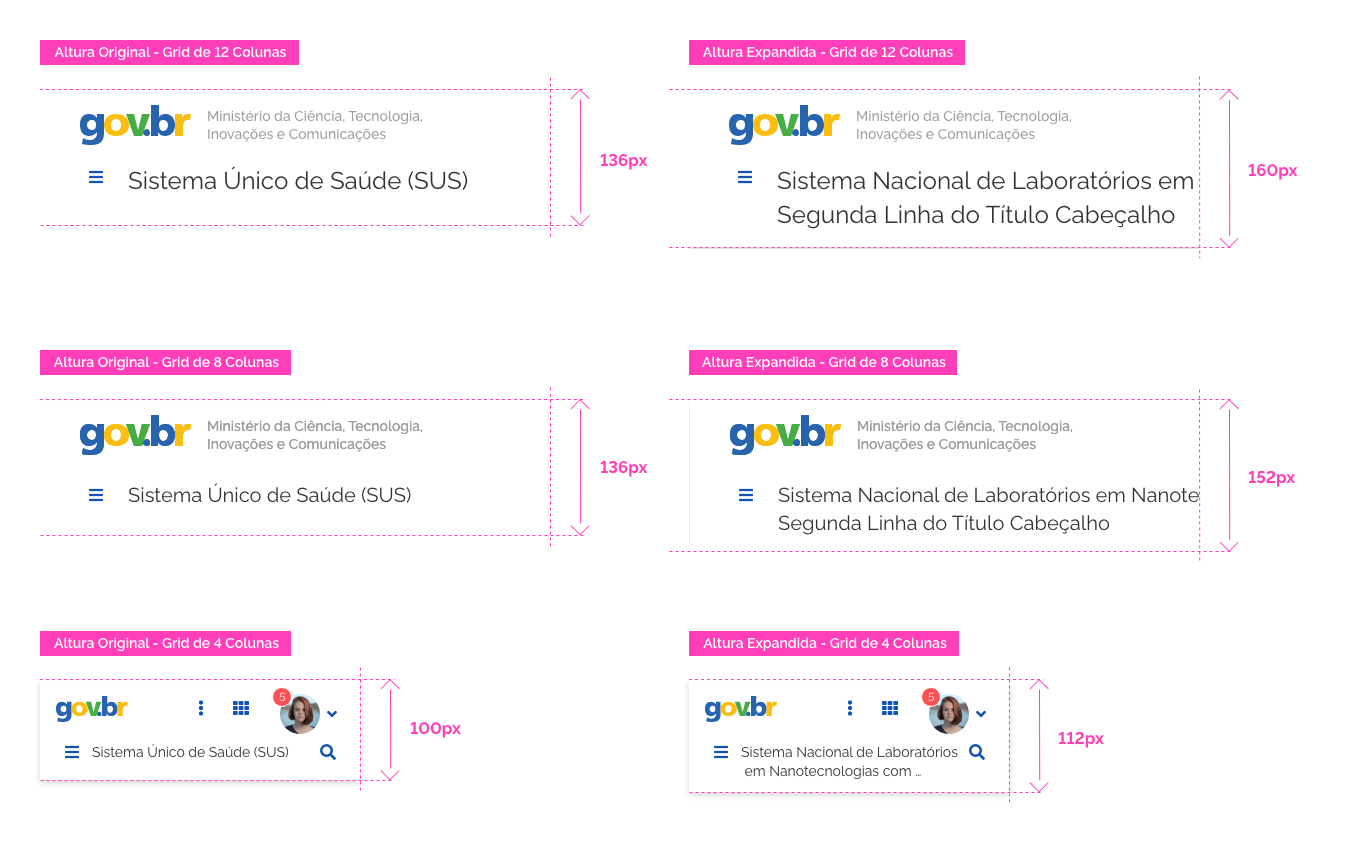 Altura Original - Grid de 12 Colunas
gov.br
Ministério da Ciência, Tecnologia,
Inovações e Comunicações
Sistema Único de Saúde (SUS)
136px
Altura Expandida - Grid de 12 Colunas
gov.br
Ministério da Ciência, Tecnologia,
Inovações e Comunicações
Sistema Nacional de Laboratórios em
Segunda Linha do Título Cabeçalho
160px
Altura Original - Grid de 8 Colunas
gov.br
Ministério da Ciência, Tecnologia,
Inovações e Comunicações
Sistema Único de Saúde (SUS)
136px
Altura Expandida - Grid de 8 Colunas
gov.br
Ministério da Ciência, Tecnologia,
Inovações e Comunicações
Sistema Nacional de Laboratórios em Nanote
Segunda Linha do Título Cabeçalho
152px
Altura Original - Grid de 4 Colunas
gov.br
5
Sistema Único de Saúde (SUS)
100px
Altura Expandida - Grid de 4 Colunas
gov.br
5
Sistema Nacional de Laboratórios
em Nanotecnologias com ...
112px